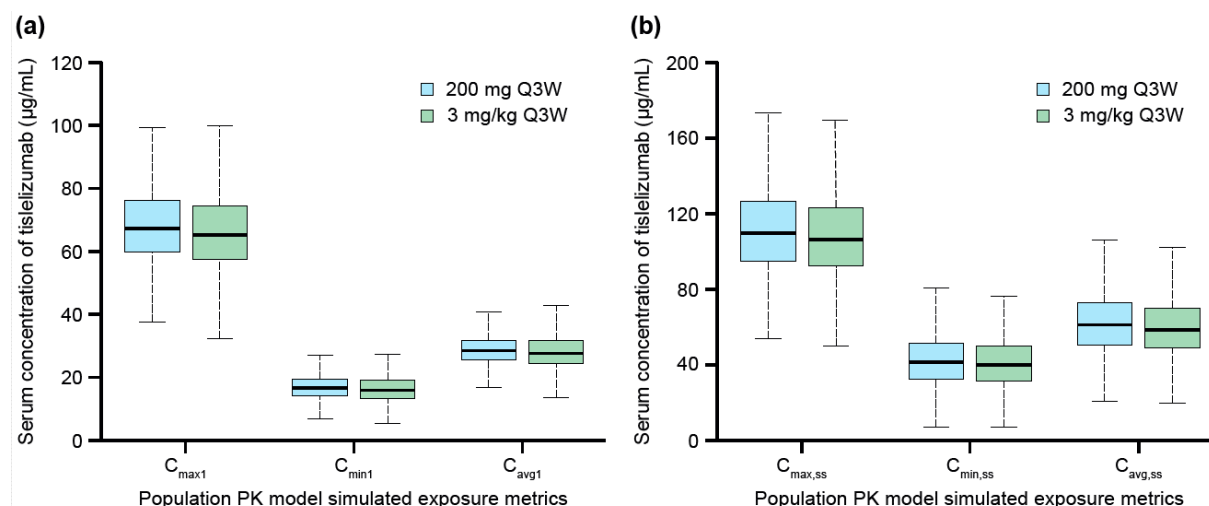 (a)
Serum concentration of tislelizumab (µg/mL)
120
100
80
60
40
20
0
200 mg Q3W
3 mg/kg Q3W
Cmax1
Cmin1
Cavg1
Population PK model simulated exposure metrics
(b)
Serum concentration of tislelizumab (µg/mL)
200
160
120
80
40
0
200 mg Q3W
3 mg/kg Q3W
Cmax,ss
Cmin,ss
Cavg,ss
Population PK model simulated exposure metrics